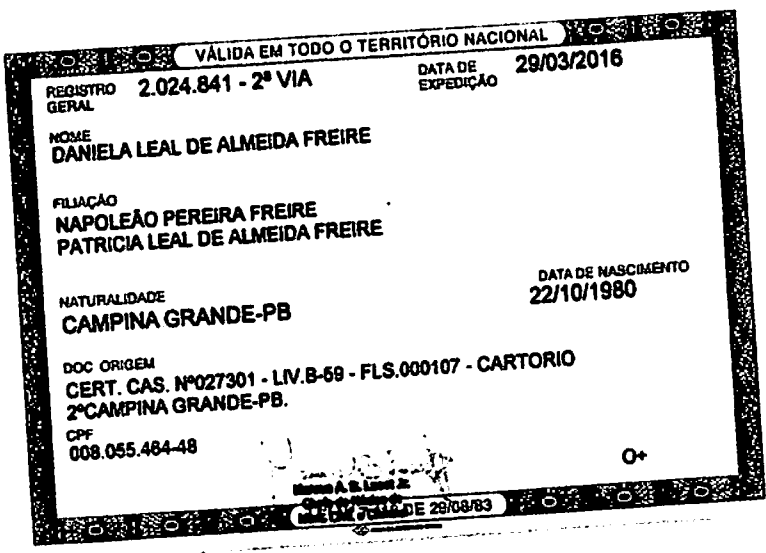 VÁLIDA EM TODO O TERRITÓRIO NACIONAL
REGISTRO GERAL 2.024.841 - 2ª VIA DATA DE EXPEDIÇÃO 29/03/2016
NOME
DANIELA LEAL DE ALMEIDA FREIRE
FILIAÇÃO
NAPOLEÃO PEREIRA FREIRE
PATRICIA LEAL DE ALMEIDA FREIRE
NATURALIDADE DATA DE NASCIMENTO
CAMPINA GRANDE-PB 22/10/1980
DOC ORIGEM
CERT. CAS. Nº027301 - LIV.B-59 - FLS.000107 - CARTORIO
2ºCAMPINA GRANDE-PB.
CPF
008.055.464-48
O+
DE 29/08/83